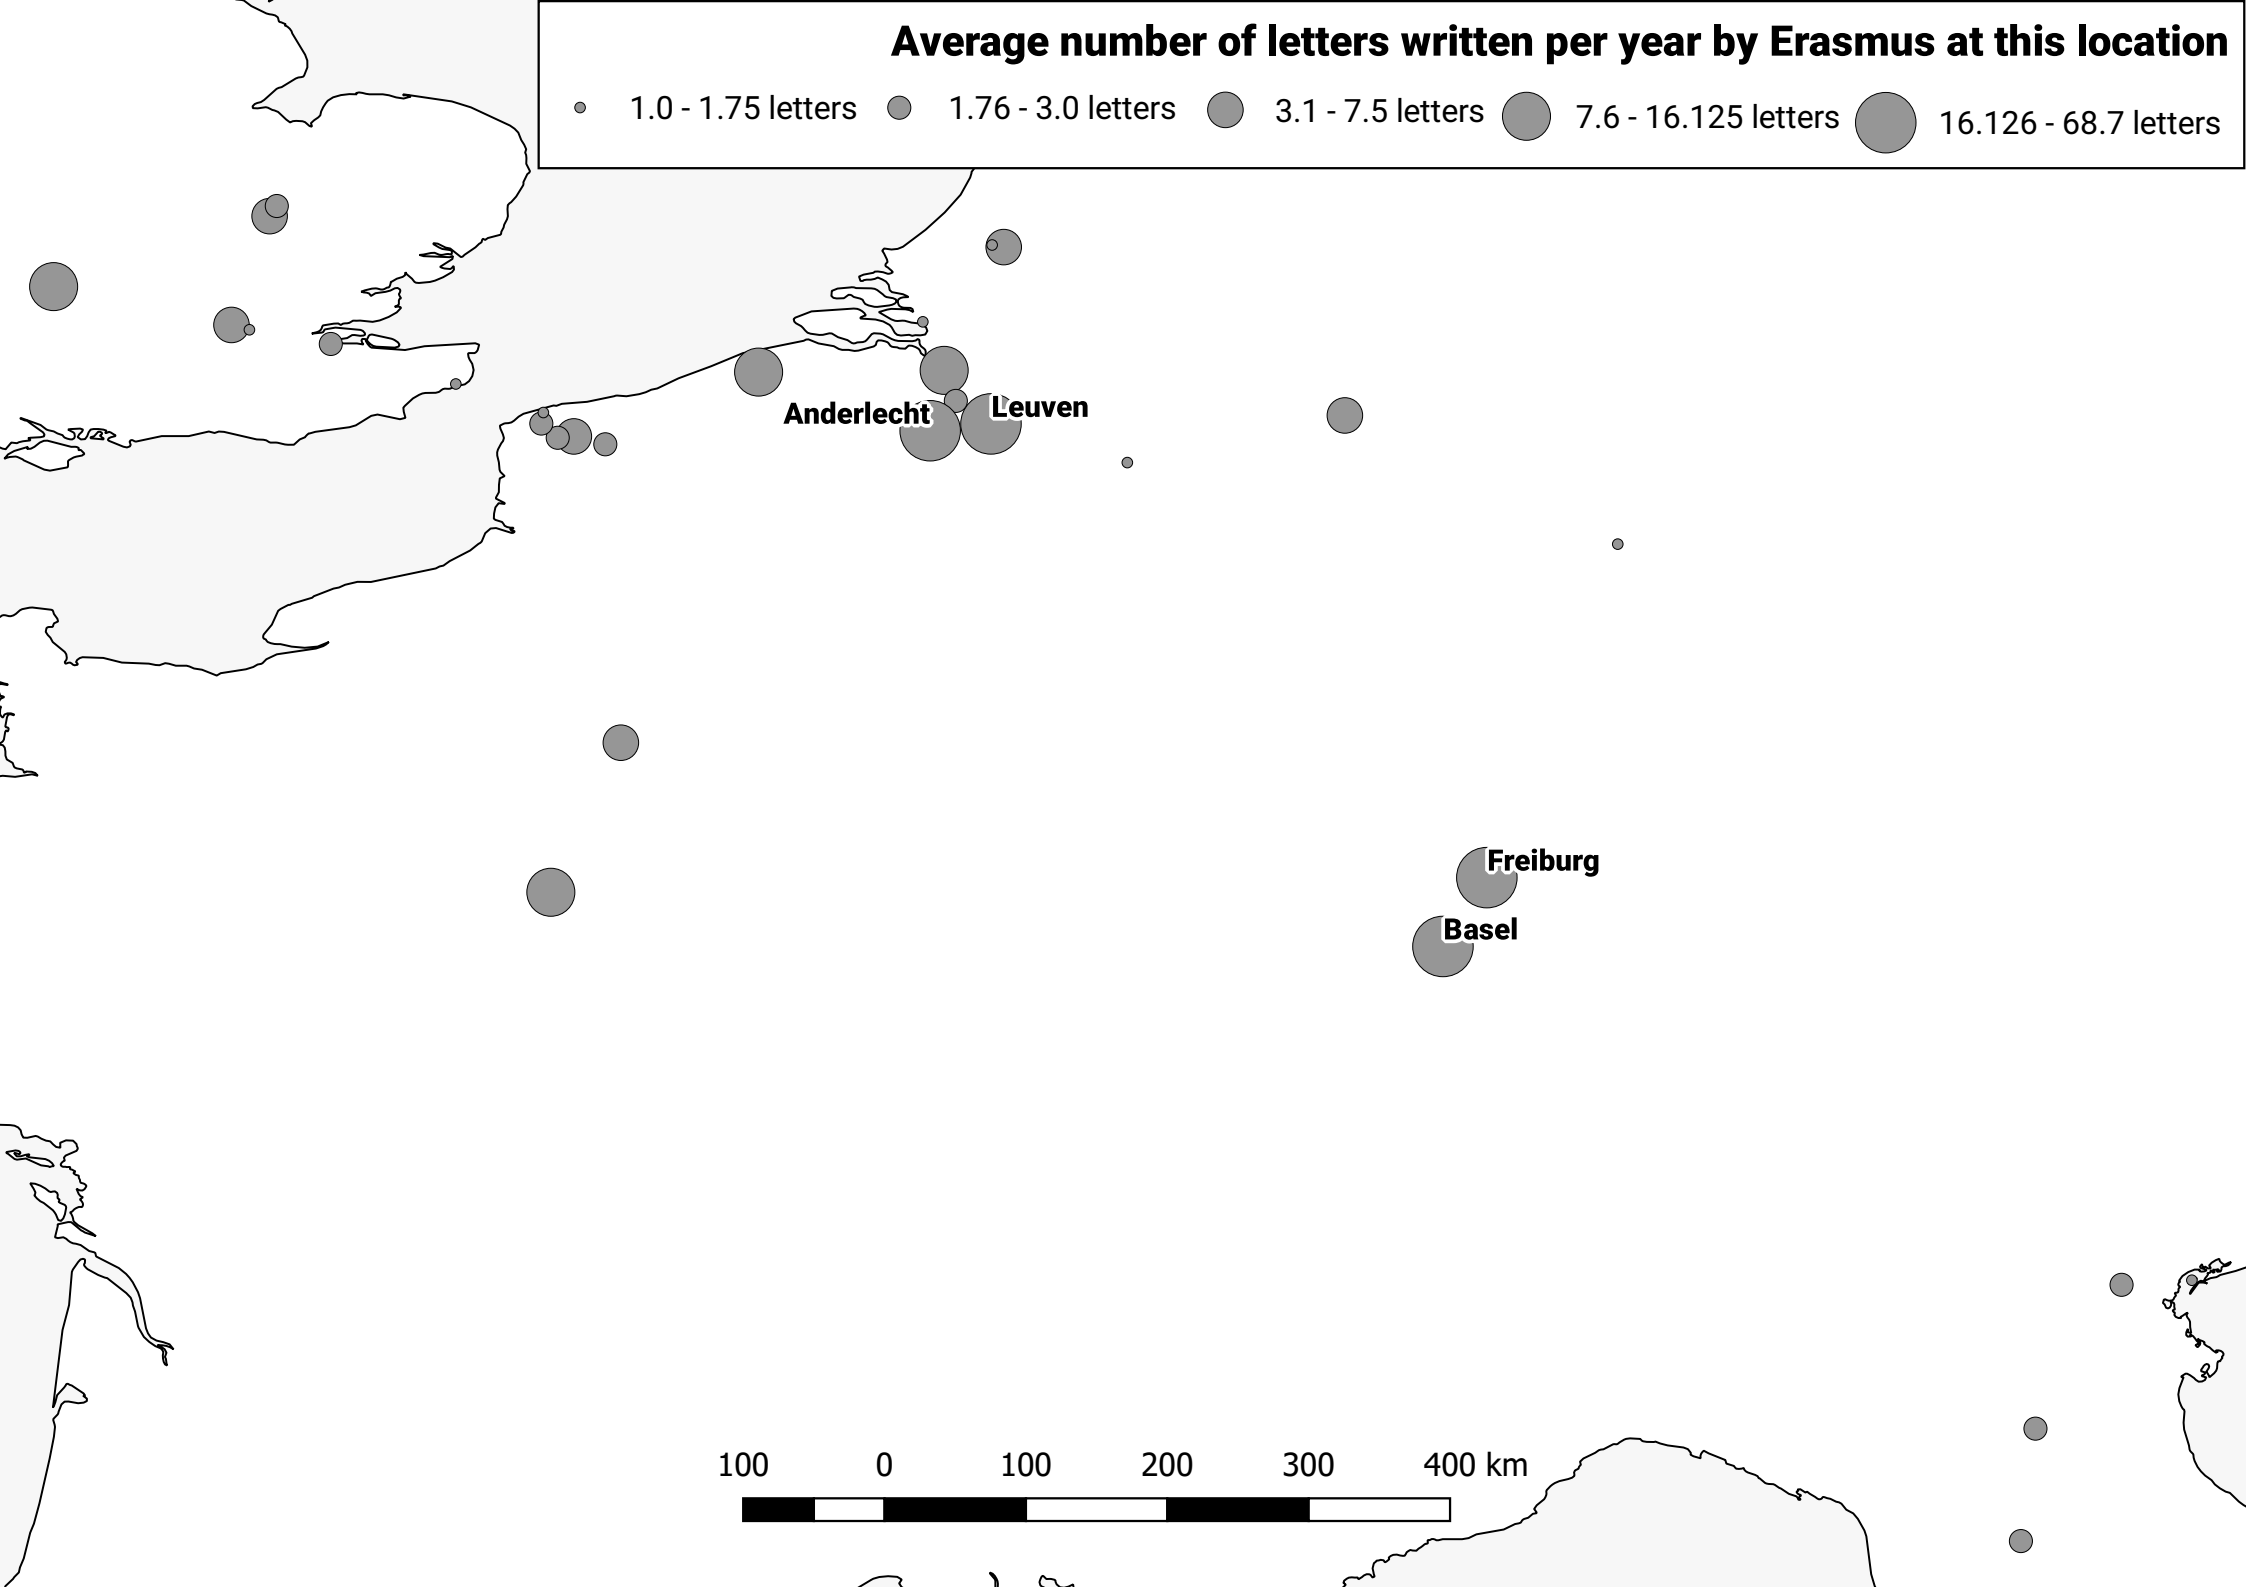 Average number of letters written per year by Erasmus at this location
1.0 - 1.75 letters 1.76 - 3.0 letters 3.1 - 7.5 letters 7.6 - 16.125 letters 16.126 - 68.7 letters
Anderlecht Leuven
Freiburg
Basel
100 0 100 200 300 400 km